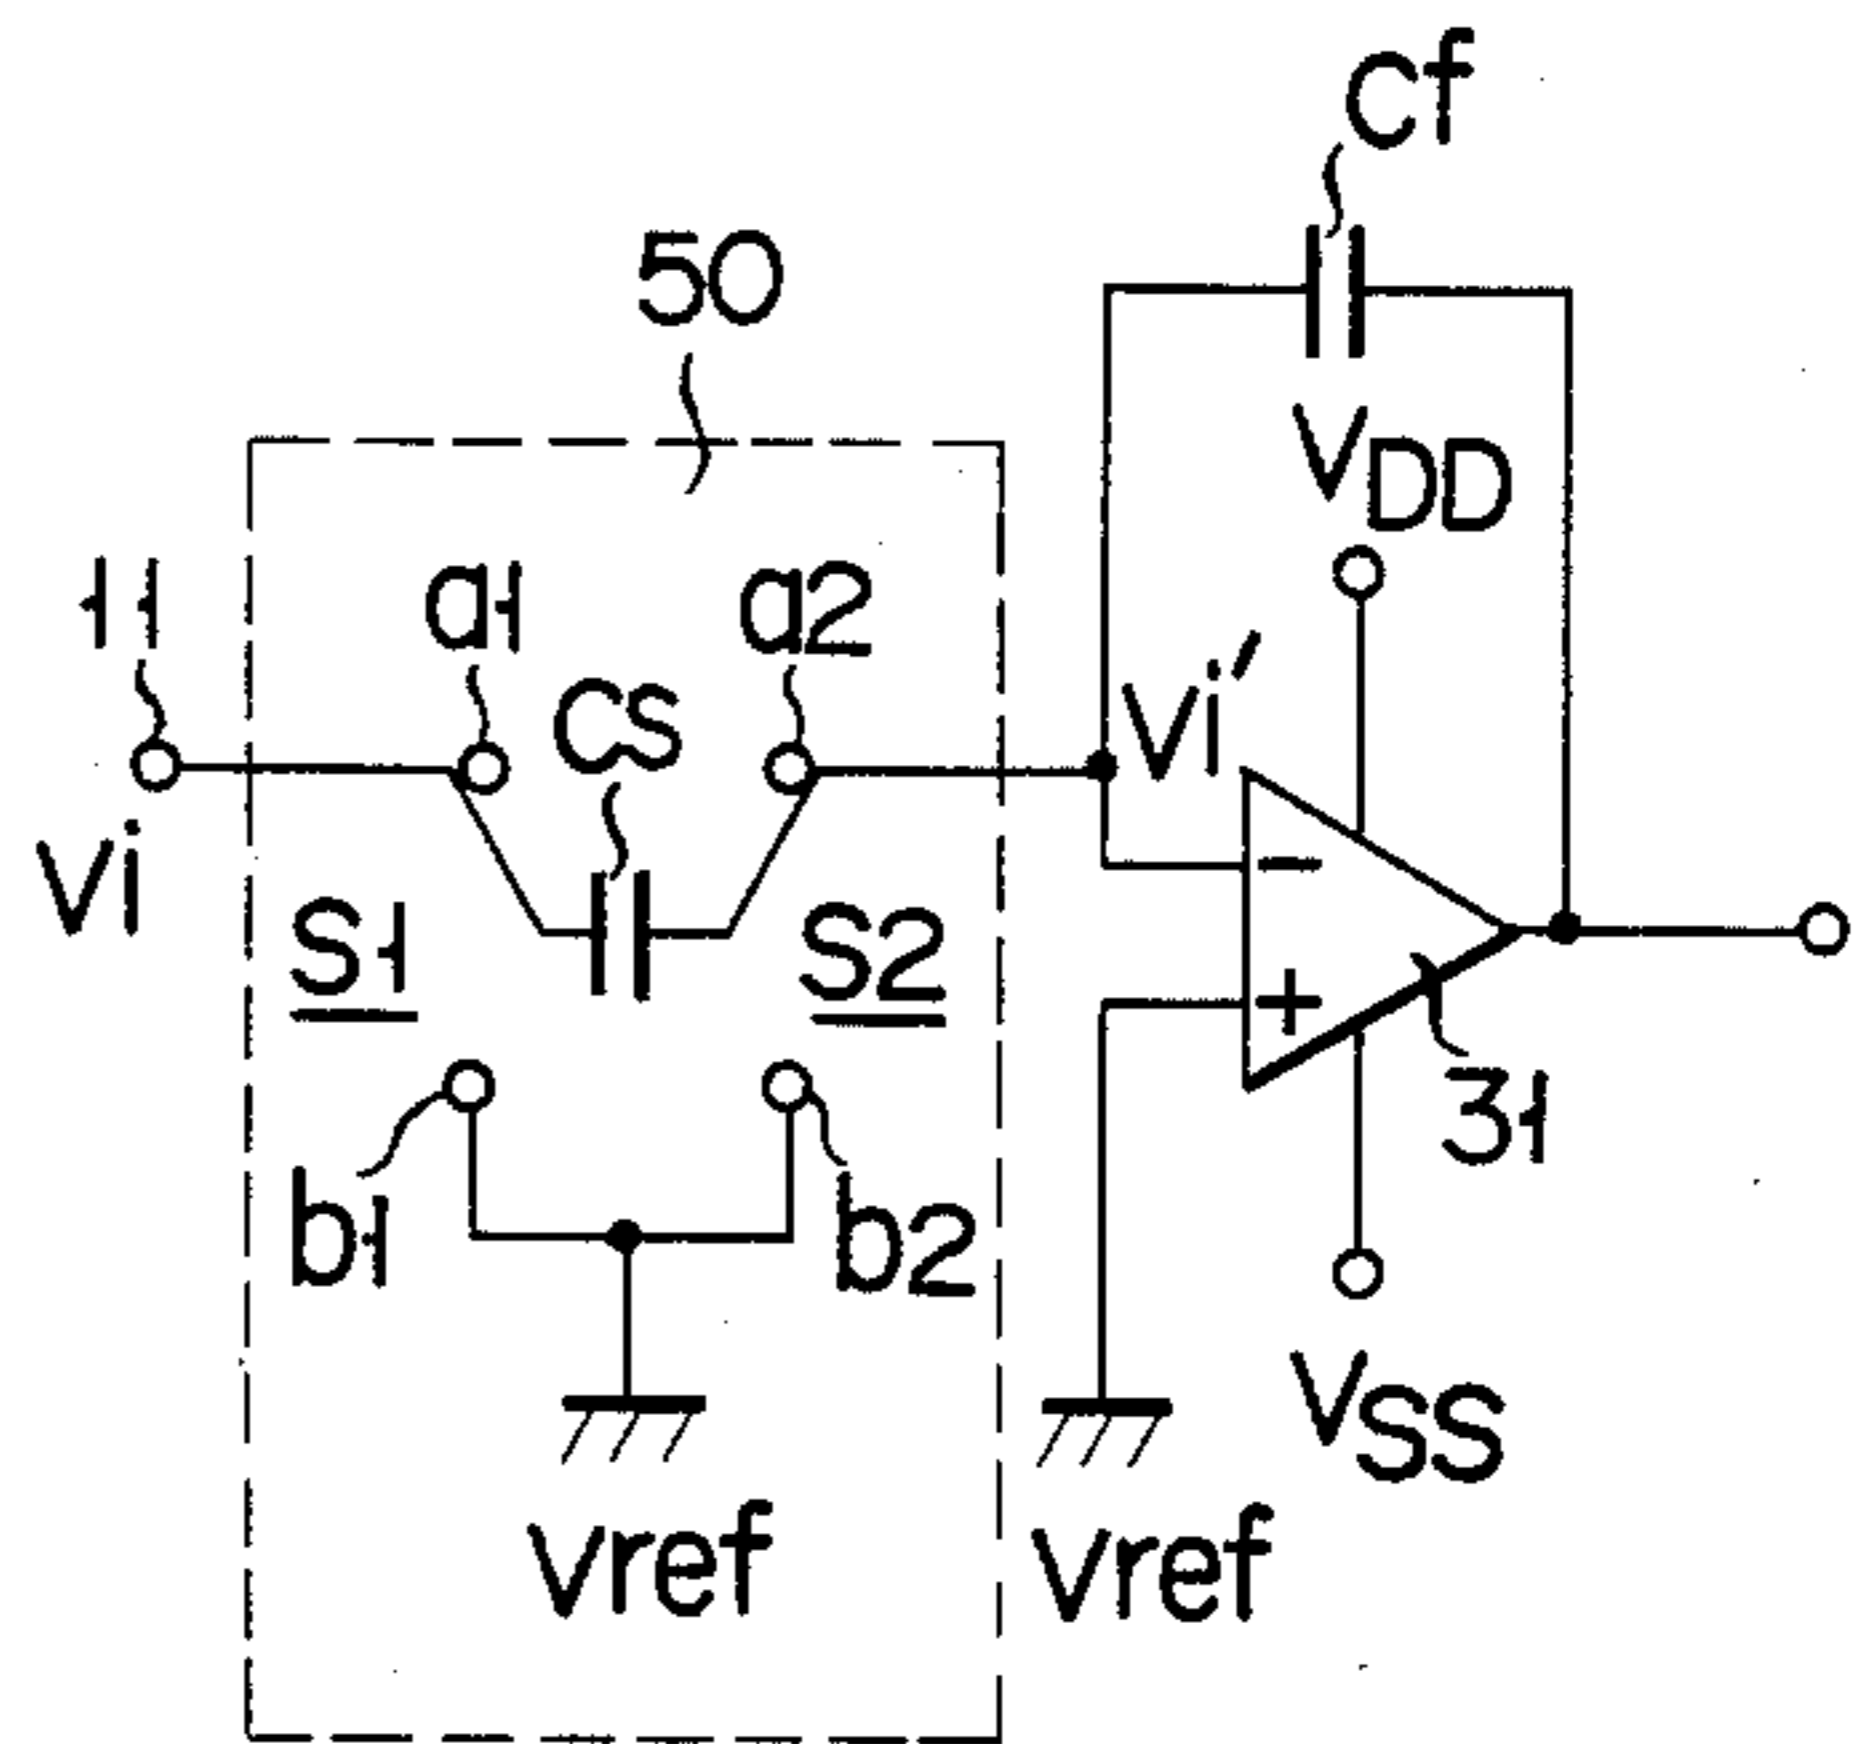 Cf
50
VDD
11
a1
a2
Cs
Vi'
Vi
S1
S2
−
+
31
b1
b2
VSS
Vref
Vref